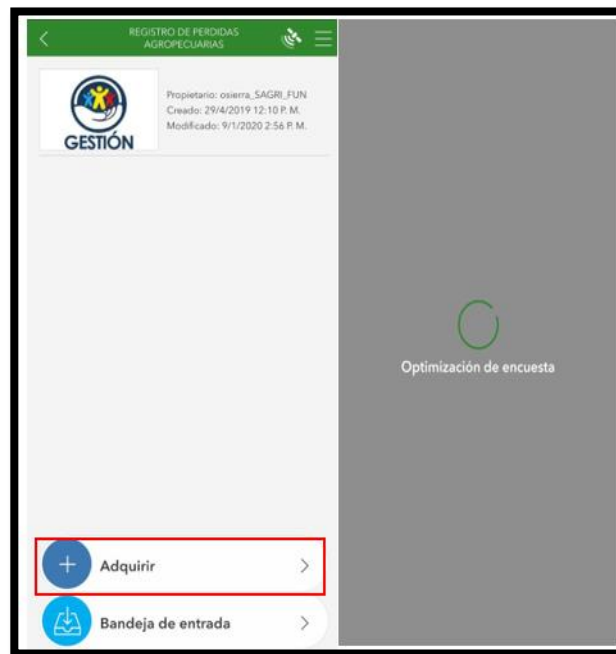 REGISTRO DE PERDIDAS
AGROPECUARIAS
GESTIÓN
Propietario: osierra_SAGRI_FUN
Creado: 29/4/2019 12:10 P. M.
Modificado: 9/1/2020 2:56 P. M.
Optimización de encuesta
Adquirir
Bandeja de entrada